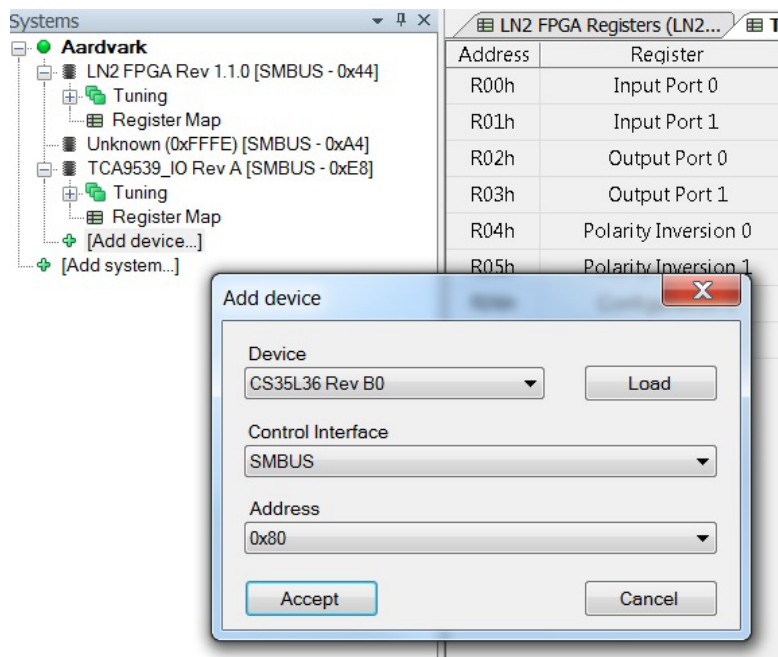 Systems
Aardvark
LN2 FPGA Rev 1.1.0 [SMBUS - 0x44]
Tuning
Register Map
Unknown (0xFFFE) [SMBUS - 0xA4]
TCA9539_IO Rev A [SMBUS - 0xE8]
Tuning
Register Map
[Add device...]
[Add system...]
LN2 FPGA Registers (LN2...
T
Address Register
R00h Input Port 0
R01h Input Port 1
R02h Output Port 0
R03h Output Port 1
R04h Polarity Inversion 0
R05h Polarity Inversion 1
Add device
Device
CS35L36 Rev B0
Load
Control Interface
SMBUS
Address
0x80
Accept
Cancel